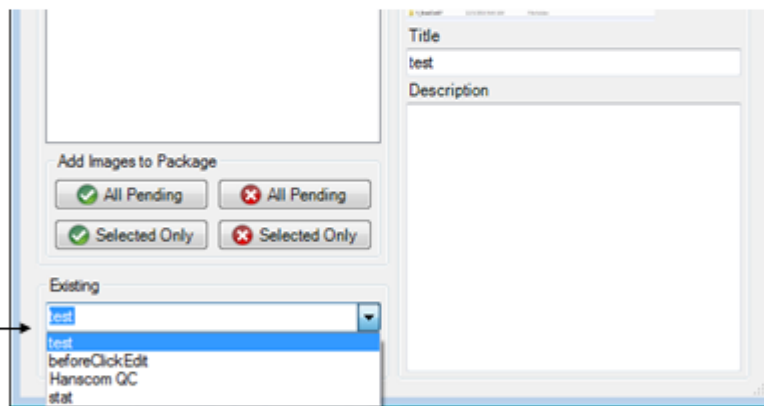 Title
test
Description
Add Images to Package
All Pending
All Pending
Selected Only
Selected Only
Existing
test
test
beforeClickEdit
Hanscom QC
stat